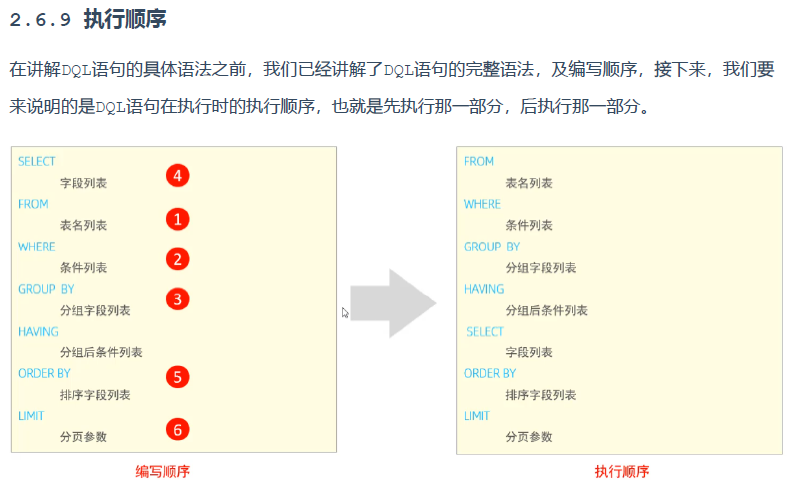 2.6.9 执行顺序
在讲解DQL语句的具体语法之前，我们已经讲解了DQL语句的完整语法，及编写顺序，接下来，我们要
来说明的是DQL语句在执行时的执行顺序，也就是先执行那一部分，后执行那一部分。
SELECT
字段列表 4
FROM
表名列表 1
WHERE
条件列表 2
GROUP BY
分组字段列表 3
HAVING
分组后条件列表
ORDER BY
排序字段列表 5
LIMIT
分页参数 6
编写顺序
FROM
表名列表
WHERE
条件列表
GROUP BY
分组字段列表
HAVING
分组后条件列表
SELECT
字段列表
ORDER BY
排序字段列表
LIMIT
分页参数
执行顺序